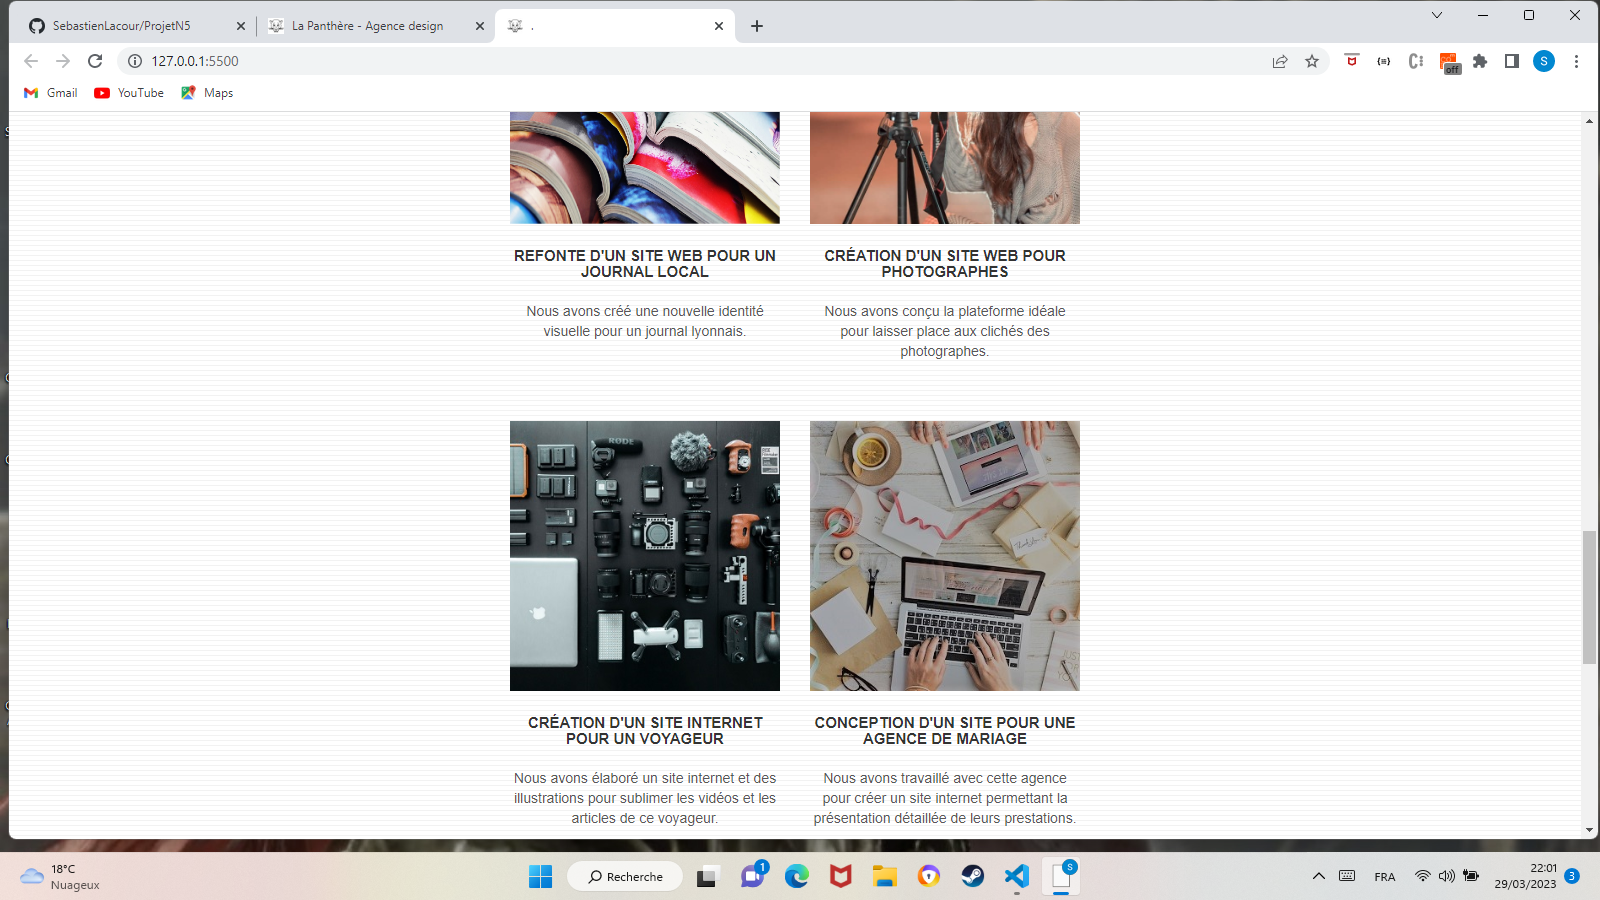 SebastienLacour/ProjetN5
La Panthère - Agence design
.
127.0.0.1:5500
off
S
Gmail
YouTube
Maps
REFONTE D'UN SITE WEB POUR UN
JOURNAL LOCAL
Nous avons créé une nouvelle identité
visuelle pour un journal lyonnais.
CRÉATION D'UN SITE WEB POUR
PHOTOGRAPHES
Nous avons conçu la plateforme idéale
pour laisser place aux clichés des
photographes.
RODE
CRÉATION D'UN SITE INTERNET
POUR UN VOYAGEUR
Nous avons élaboré un site internet et des
illustrations pour sublimer les vidéos et les
articles de ce voyageur.
CONCEPTION D'UN SITE POUR UNE
AGENCE DE MARIAGE
Nous avons travaillé avec cette agence
pour créer un site internet permettant la
présentation détaillée de leurs prestations.
18°C
Nuageux
Recherche
1
S
FRA
22:01
29/03/2023
3